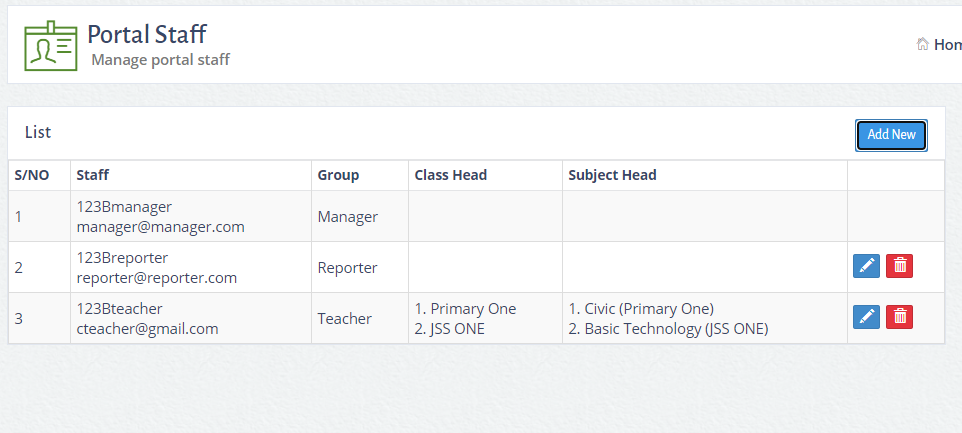 Portal Staff
Manage portal staff
List
Add New
S/NO Staff Group Class Head Subject Head
1 123Bmanager
manager@manager.com Manager
2 123Breporter
reporter@reporter.com Reporter
3 123Bteacher
cteacher@gmail.com Teacher 1. Primary One
2. JSS ONE 1. Civic (Primary One)
2. Basic Technology (JSS ONE)